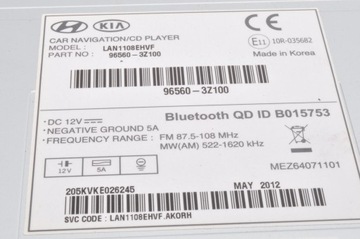 HYUNDAI KIA
CAR NAVIGATION/CD PLAYER
MODEL : LAN1108EHVF
P/No. : 96560-3Z100
CE
E11 10R-035682
Made in Korea
96560-3Z100
•DC 12V
•NEGATIVE GROUND 5A
•FREQUENCY RANGE : FM 87.5-108 MHz
MW(AM) 522-1620 kHz
Bluetooth QD ID B015753
12V 5A
MEZ64071101
205KVKE026245
MAY 2012
SVC CODE : LAN1108EHVF.AKORH